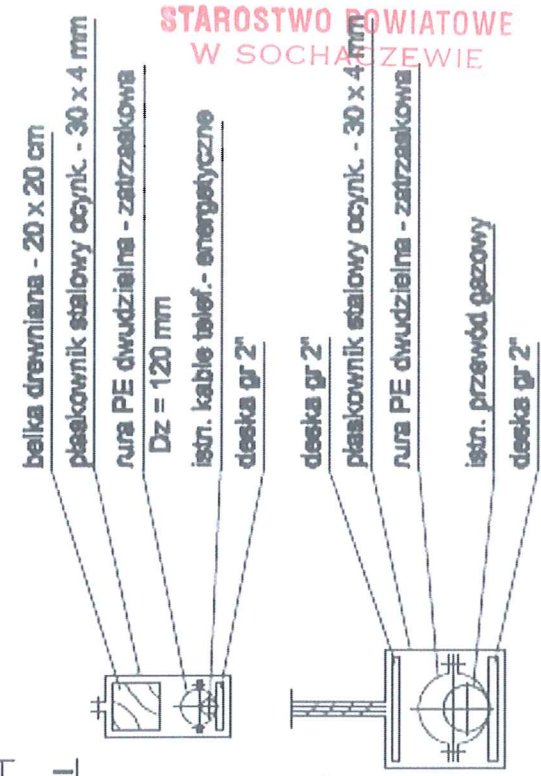 STAROSTWO POWIATOWE
W SOCHACZEWIE
belka drewniana - 20 x 20 cm
płaskownik stalowy ocynk. - 30 x 4 mm
rura PE dwudzielna - zatrzaskowa
Dz = 120 mm
istn. kable telef.- energetyczne
deska gr 2"
deska gr 2"
płaskownik stalowy ocynk. - 30 x 4 mm
rura PE dwudzielna - zatrzaskowa
istn. przewód gazowy
deska gr 2"